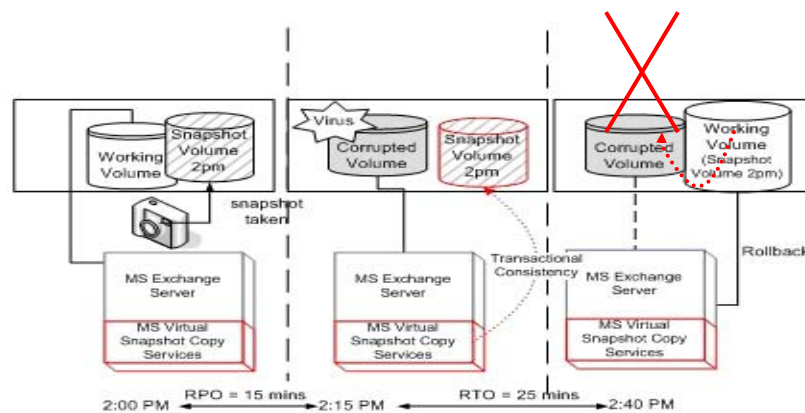 Working
Volume
Snapshot
Volume
2pm
snapshot
taken
MS Exchange
Server
MS Virtual
Snapshot Copy
Services
Virus
Corrupted
Volume
Snapshot
Volume
2pm
Transactional
Consistency
MS Exchange
Server
MS Virtual
Snapshot Copy
Services
Corrupted
Volume
Working
Volume
(Snapshot
Volume 2pm)
Rollback
MS Exchange
Server
MS Virtual
Snapshot Copy
Services
2:00 PM
RPO = 15 mins
2:15 PM
RTO = 25 mins
2:40 PM